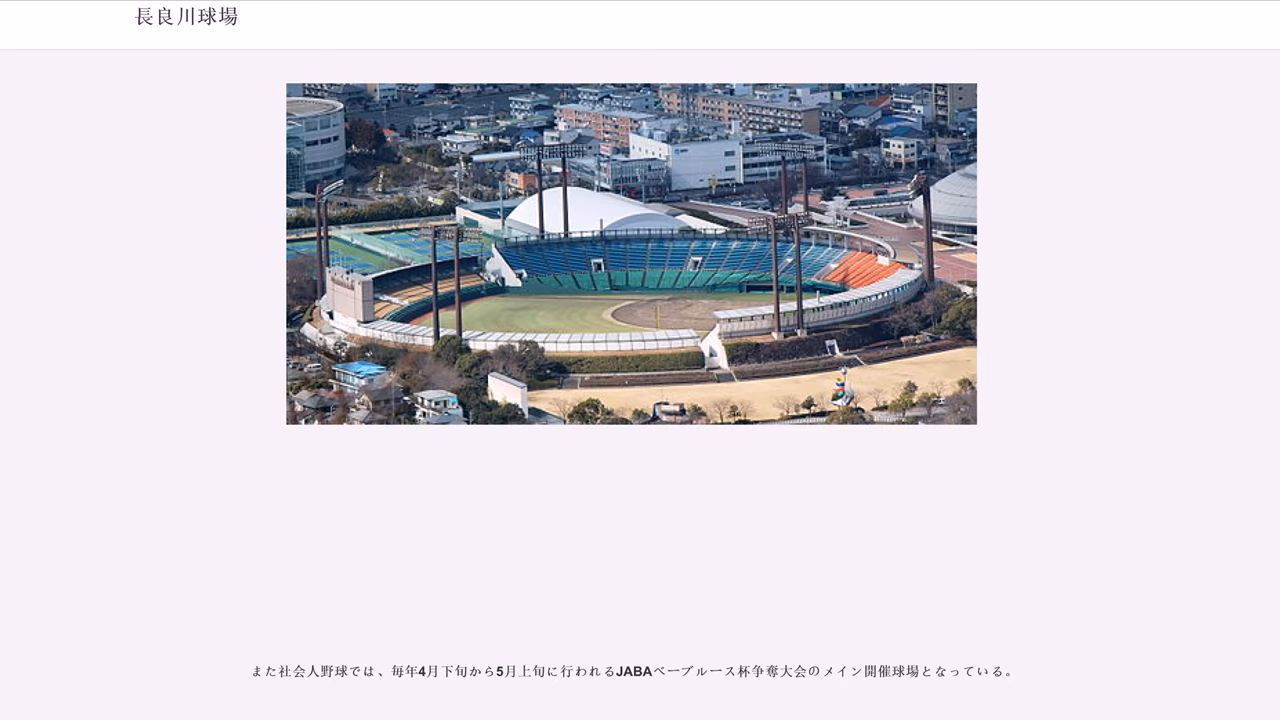 長良川球場
また社会人野球では、毎年4月下旬から5月上旬に行われるJABAベーブルース杯争奪大会のメイン開催球場となっている。